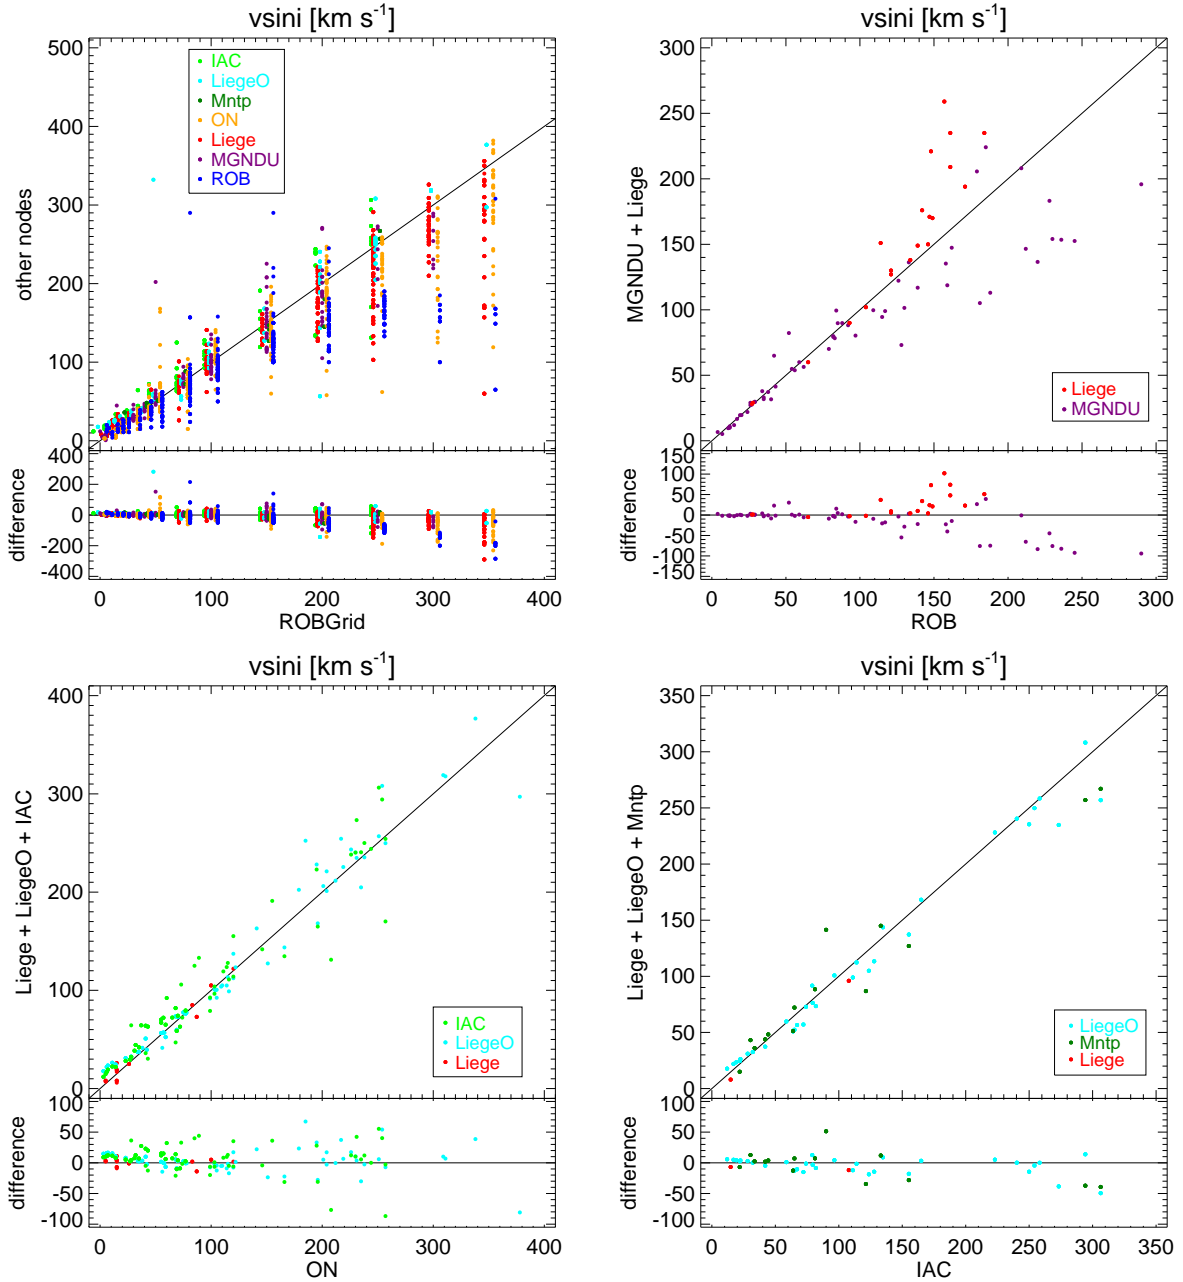 vsini [km s-1]
500
400
300
200
100
0
other nodes
IAC
LiegeO
Mntp
ON
Liege
MGNDU
ROB
400
200
0
-200
-400
difference
0 100 200 300 400
ROBGrid
vsini [km s-1]
300
250
200
150
100
50
0
MGNDU + Liege
Liege
MGNDU
150
100
50
0
-50
-100
-150
difference
0 50 100 150 200 250 300
ROB
vsini [km s-1]
400
300
200
100
0
Liege + LiegeO + IAC
IAC
LiegeO
Liege
100
50
0
-50
-100
difference
0 100 200 300 400
ON
vsini [km s-1]
350
300
250
200
150
100
50
0
Liege + LiegeO + Mntp
LiegeO
Mntp
Liege
100
50
0
-50
-100
difference
0 50 100 150 200 250 300 350
IAC